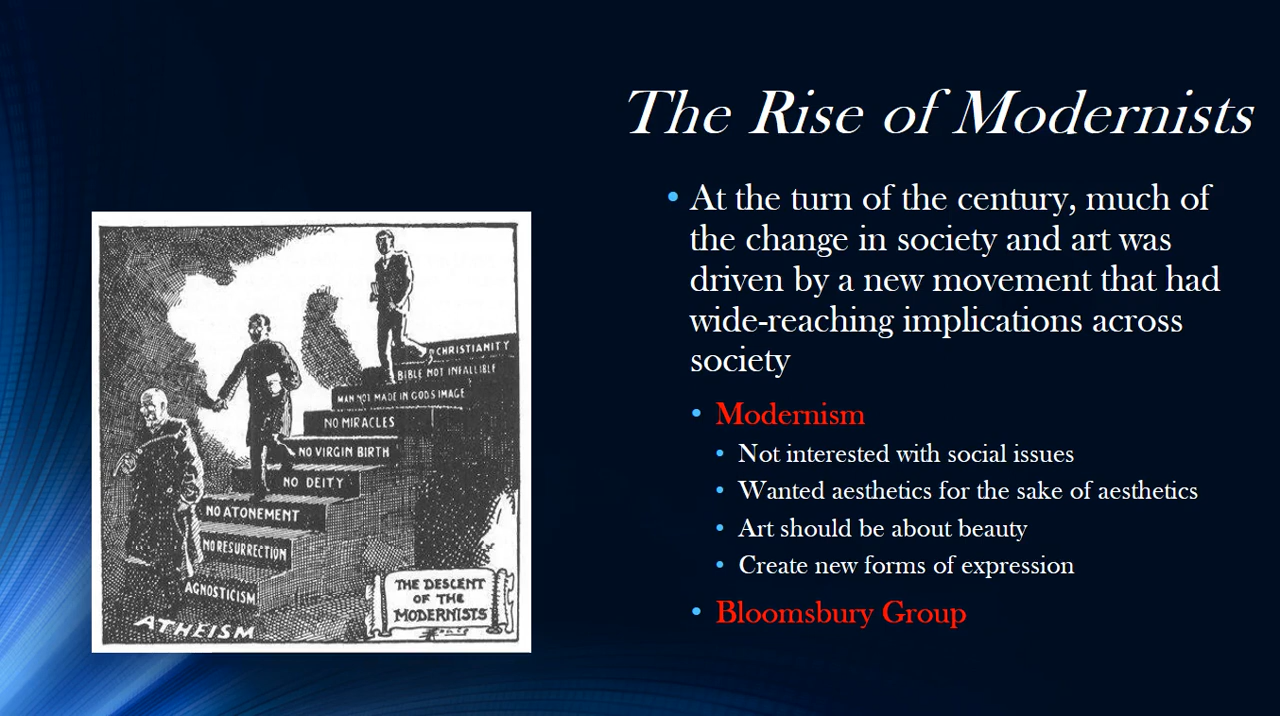 The Rise of Modernists
• At the turn of the century, much of
the change in society and art was
driven by a new movement that had
wide-reaching implications across
society
• Modernism
• Not interested with social issues
• Wanted aesthetics for the sake of aesthetics
• Art should be about beauty
• Create new forms of expression
• Bloomsbury Group
CHRISTIANITY
BIBLE NOT INFALLIBLE
MAN NOT MADE IN GODS IMAGE
NO MIRACLES
NO VIRGIN BIRTH
NO DEITY
NO ATONEMENT
NO RESURRECTION
AGNOSTICISM
ATHEISM
THE DESCENT
OF THE
MODERNISTS